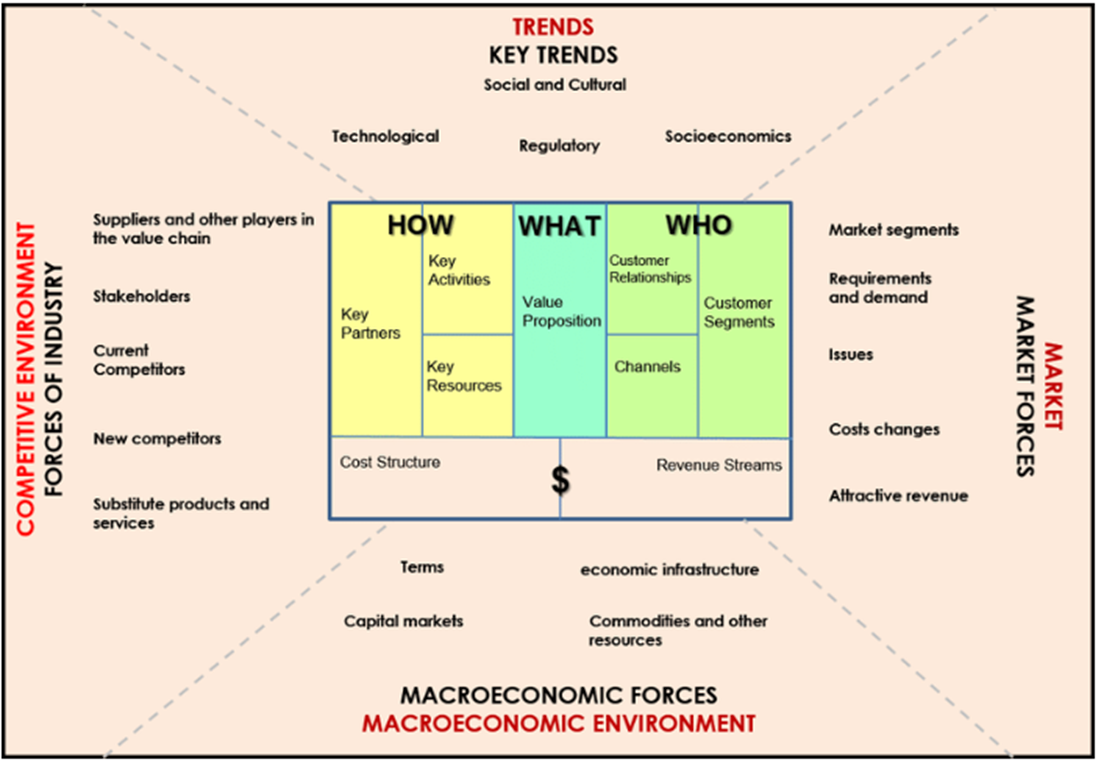 TRENDS
KEY TRENDS
Social and Cultural
Technological
Regulatory
Socioeconomics
COMPETITIVE ENVIRONMENT
FORCES OF INDUSTRY
Suppliers and other players in
the value chain
Stakeholders
Current
Competitors
New competitors
Substitute products and
services
HOW
WHAT
WHO
Key
Partners
Key
Activities
Key
Resources
Value
Proposition
Customer
Relationships
Channels
Customer
Segments
Cost Structure
$
Revenue Streams
Market segments
Requirements
and demand
Issues
Costs changes
Attractive revenue
MARKET
MARKET FORCES
Terms
economic infrastructure
Capital markets
Commodities and other
resources
MACROECONOMIC FORCES
MACROECONOMIC ENVIRONMENT